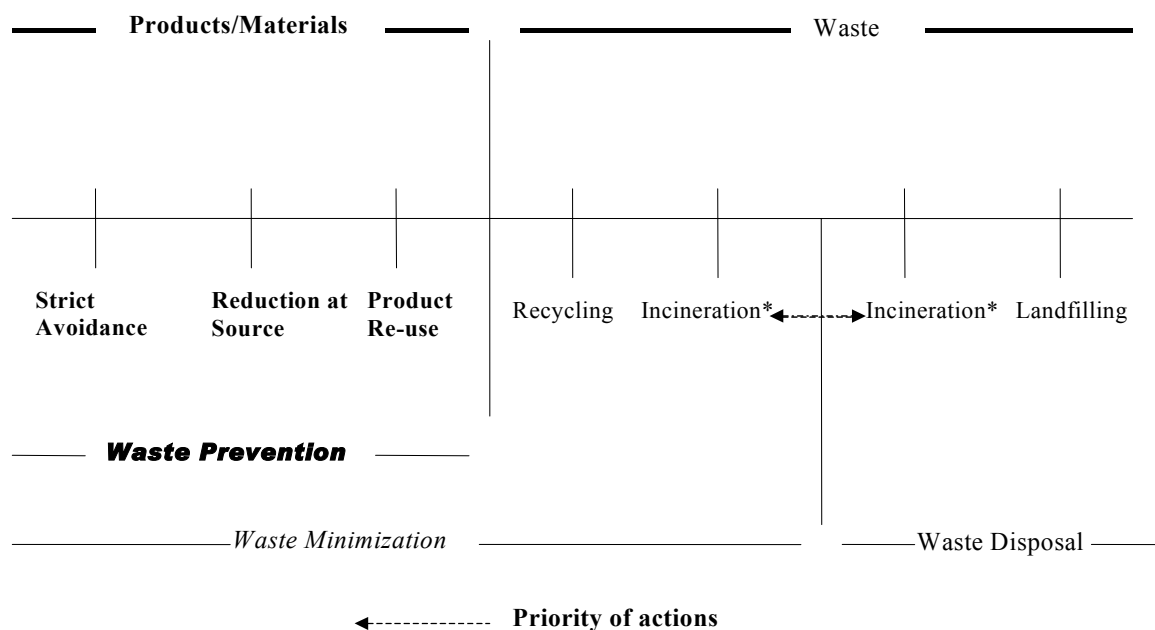 Products/Materials
Waste
Strict
Avoidance
Reduction at
Source
Product
Re-use
Recycling
Incineration*
Incineration*
Landfilling
Waste Prevention
Waste Minimization
Waste Disposal
Priority of actions